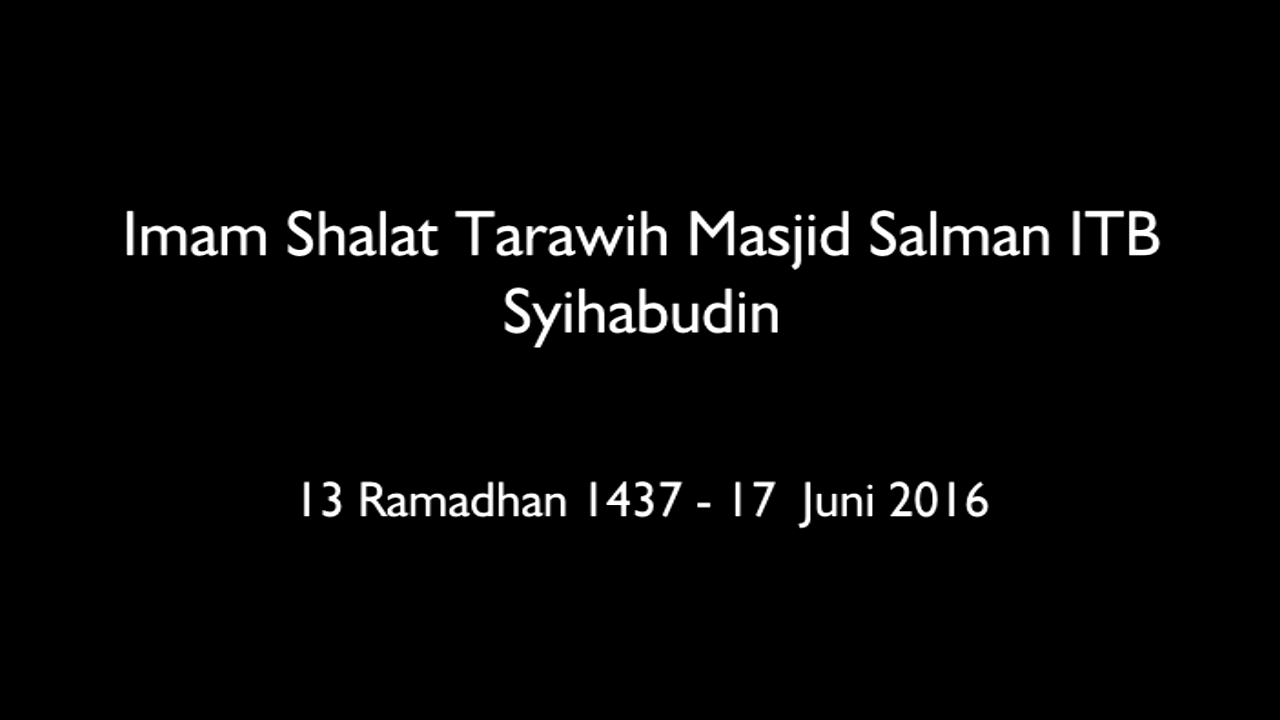 Imam Shalat Tarawih Masjid Salman ITB
Syihabudin
13 Ramadhan 1437 - 17  Juni 2016